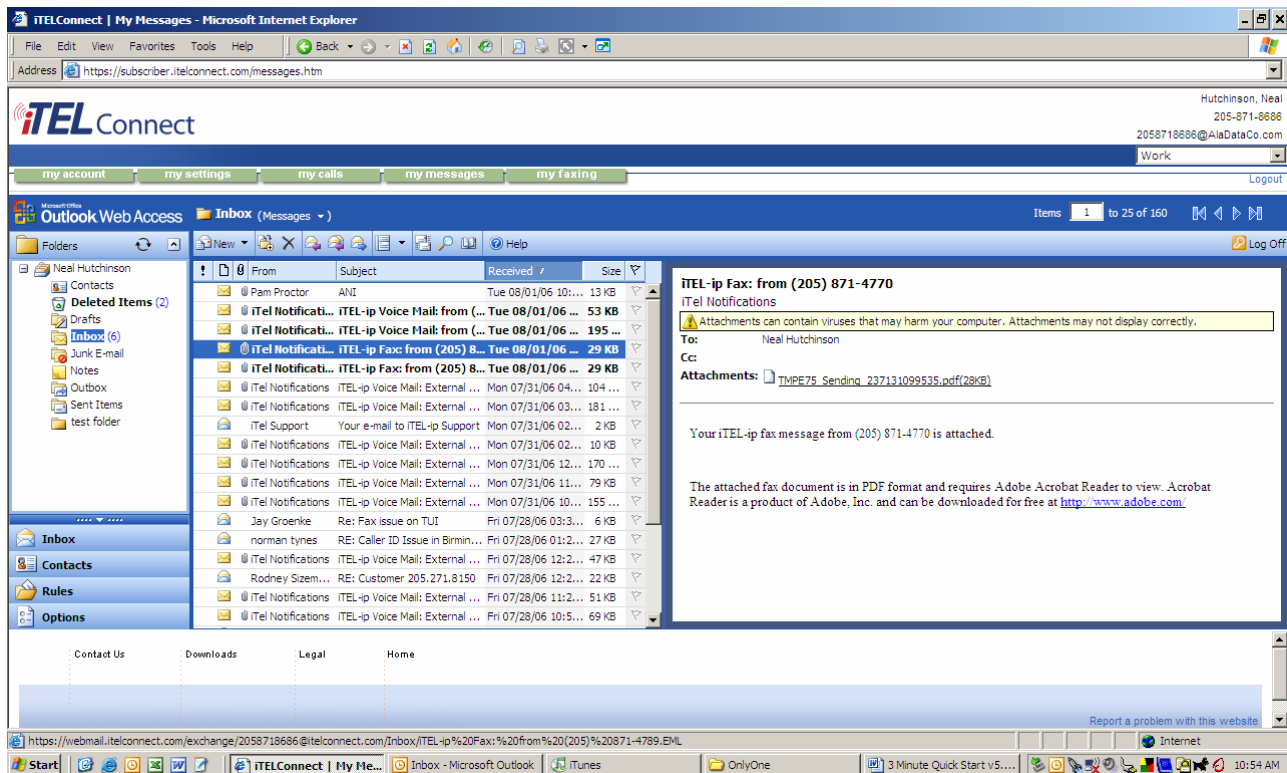 iTELConnect | My Messages - Microsoft Internet Explorer
File Edit View Favorites Tools Help Back
Address https://subscriber.itelconnect.com/messages.htm
iTEL Connect
Hutchinson, Neal
205-871-8686
2058718686@AlaDataCo.com
Work
my account my settings my calls my messages my faxing
Logout
Microsoft Office
Outlook Web Access Inbox (Messages ) Items 1 to 25 of 160
Folders New Help Log Off
Neal Hutchinson
Contacts
Deleted Items (2)
Drafts
Inbox (6)
Junk E-mail
Notes
Outbox
Sent Items
test folder
Inbox
Contacts
Rules
Options
! From Subject Received Size
Pam Proctor ANI Tue 08/01/06 10:... 13 KB
iTel Notificati... iTEL-ip Voice Mail: from (... Tue 08/01/06 ... 53 KB
iTel Notificati... iTEL-ip Voice Mail: from (... Tue 08/01/06 ... 195 ...
iTel Notificati... iTEL-ip Fax: from (205) 8... Tue 08/01/06 ... 29 KB
iTel Notificati... iTEL-ip Fax: from (205) 8... Tue 08/01/06 ... 29 KB
iTel Notifications iTEL-ip Voice Mail: External ... Mon 07/31/06 04... 104 ...
iTel Notifications iTEL-ip Voice Mail: External ... Mon 07/31/06 03... 181 ...
iTel Support Your e-mail to iTEL-ip Support Mon 07/31/06 02... 2 KB
iTel Notifications iTEL-ip Voice Mail: External ... Mon 07/31/06 02... 10 KB
iTel Notifications iTEL-ip Voice Mail: External ... Mon 07/31/06 12... 170 ...
iTel Notifications iTEL-ip Voice Mail: External ... Mon 07/31/06 11... 79 KB
iTel Notifications iTEL-ip Voice Mail: External ... Mon 07/31/06 10... 155 ...
Jay Groenke Re: Fax issue on TUI Fri 07/28/06 03:3... 6 KB
norman tynes RE: Caller ID Issue in Birmin... Fri 07/28/06 01:2... 27 KB
iTel Notifications iTEL-ip Voice Mail: External ... Fri 07/28/06 12:2... 47 KB
Rodney Sizem... RE: Customer 205.271.8150 Fri 07/28/06 12:2... 22 KB
iTel Notifications iTEL-ip Voice Mail: External ... Fri 07/28/06 11:2... 51 KB
iTel Notifications iTEL-ip Voice Mail: External ... Fri 07/28/06 10:5... 69 KB
iTEL-ip Fax: from (205) 871-4770
iTel Notifications
Attachments can contain viruses that may harm your computer. Attachments may not display correctly.
To: Neal Hutchinson
Cc:
Attachments: TMPE75_Sending_237131099535.pdf(28KB)
Your iTEL-ip fax message from (205) 871-4770 is attached.
The attached fax document is in PDF format and requires Adobe Acrobat Reader to view. Acrobat
Reader is a product of Adobe, Inc. and can be downloaded for free at http://www.adobe.com/
Contact Us Downloads Legal Home
Report a problem with this website
https://webmail.itelconnect.com/exchange/2058718686@itelconnect.com/Inbox/iTEL-ip%20Fax:%20from%20(205)%20871-4789.EML Internet
Start iTELConnect | My Me... Inbox - Microsoft Outlook iTunes OnlyOne 3 Minute Quick Start v5.... 10:54 AM